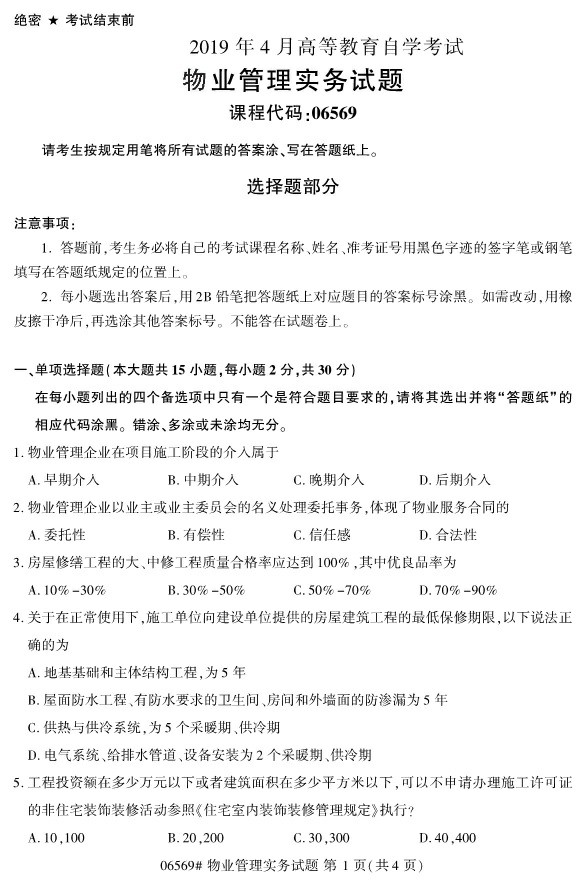 绝密 ★ 考试结束前
2019 年 4 月高等教育自学考试
物业管理实务试题
课程代码:06569
请考生按规定用笔将所有试题的答案涂、写在答题纸上。
选择题部分
注意事项:
1. 答题前,考生务必将自己的考试课程名称、姓名、准考证号用黑色字迹的签字笔或钢笔
填写在答题纸规定的位置上。
2. 每小题选出答案后,用 2B 铅笔把答题纸上对应题目的答案标号涂黑。如需改动,用橡
皮擦干净后,再选涂其他答案标号。不能答在试题卷上。
一、单项选择题(本大题共 15 小题,每小题 2 分,共 30 分)
在每小题列出的四个备选项中只有一个是符合题目要求的,请将其选出并将“答题纸”的
相应代码涂黑。错涂、多涂或未涂均无分。
1. 物业管理企业在项目施工阶段的介入属于
A. 早期介入 B. 中期介入 C. 晚期介入 D. 后期介入
2. 物业管理企业以业主或业主委员会的名义处理委托事务,体现了物业服务合同的
A. 委托性 B. 有偿性 C. 信任感 D. 合法性
3. 房屋修缮工程的大、中修工程质量合格率应达到 100%,其中优良品率为
A. 10% -30% B. 30% -50% C. 50% -70% D. 70% -90%
4. 关于在正常使用下,施工单位向建设单位提供的房屋建筑工程的最低保修期限,以下说法正
确的为
A. 地基基础和主体结构工程,为 5 年
B. 屋面防水工程、有防水要求的卫生间、房间和外墙面的防渗漏为 5 年
C. 供热与供冷系统,为 5 个采暖期、供冷期
D. 电气系统、给排水管道、设备安装为 2 个采暖期、供冷期
5. 工程投资额在多少万元以下或者建筑面积在多少平方米以下,可以不申请办理施工许可证
的非住宅装饰装修活动参照《住宅室内装饰装修管理规定》执行?
A. 10,100 B. 20,200 C. 30,300 D. 40,400
06569# 物业管理实务试题 第 1 页(共 4 页)